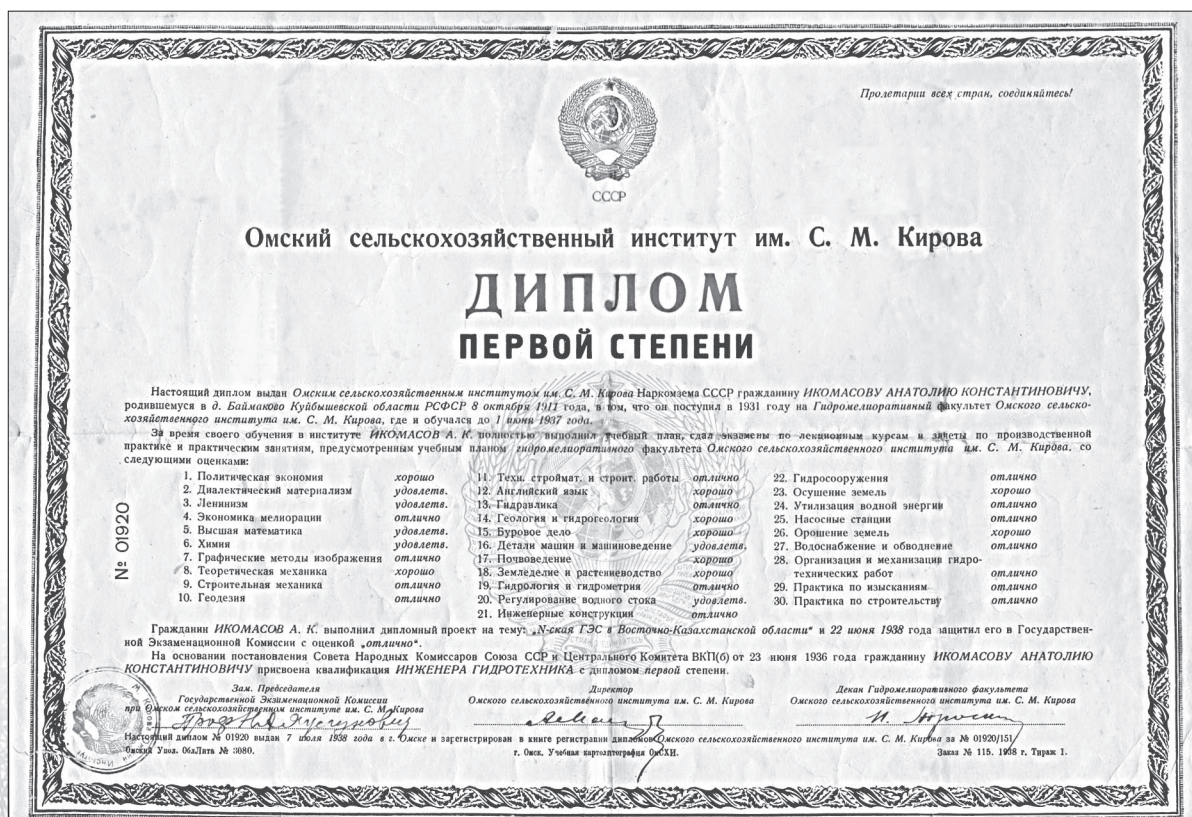 Пролетарии всех стран, соединяйтесь!
СССР
Омский сельскохозяйственный институт им. С. М. Кирова
ДИПЛОМ
ПЕРВОЙ СТЕПЕНИ
Настоящий диплом выдан Омским сельскохозяйственным институтом им. С. М. Кирова Наркомзема СССР гражданину ИКОМАСОВУ АНАТОЛИЮ КОНСТАНТИНОВИЧУ,
родившемуся в д. Баймаково Куйбышевской области РСФСР 8 октября 1911 года, в том, что он поступил в 1931 году на Гидромелиоративный факультет Омского сельско-
хозяйственного института им. С. М. Кирова, где и обучался до 1 июня 1937 года.
За время своего обучения в институте ИКОМАСОВ А. К. полностью выполнил учебный план, сдал экзамены по лекционным курсам и зачеты по производственной
практике и практическим занятиям, предусмотренным учебным планом гидромелиоративного факультета Омского сельскохозяйственного института им. С. М. Кирова, со
следующими оценками:
1. Политическая экономия хорошо
2. Диалектический материализм удовлетв.
3. Ленинизм удовлетв.
4. Экономика мелиорации отлично
5. Высшая математика удовлетв.
6. Химия удовлетв.
7. Графические методы изображения отлично
8. Теоретическая механика хорошо
9. Строительная механика отлично
10. Геодезия отлично
11. Техн. строймат. и строит. работы отлично
12. Английский язык хорошо
13. Гидравлика отлично
14. Геология и гидрогеология хорошо
15. Буровое дело хорошо
16. Детали машин и машиноведение удовлетв.
17. Почвоведение хорошо
18. Земледелие и растениеводство хорошо
19. Гидрология и гидрометрия отлично
20. Регулирование водного стока удовлетв.
21. Инженерные конструкции отлично
22. Гидросооружения отлично
23. Осушение земель хорошо
24. Утилизация водной энергии отлично
25. Насосные станции отлично
26. Орошение земель хорошо
27. Водоснабжение и обводнение отлично
28. Организация и механизация гидро-
технических работ отлично
29. Практика по изысканиям отлично
30. Практика по строительству отлично
№ 01920
Гражданин ИКОМАСОВ А. К. выполнил дипломный проект на тему: „N-ская ГЭС в Восточно-Казахстанской области“ и 22 июня 1938 года защитил его в Государствен-
ной Экзаменационной Комиссии с оценкой „отлично“.
На основании постановления Совета Народных Комиссаров Союза ССР и Центрального Комитета ВКП(б) от 23 июня 1936 года гражданину ИКОМАСОВУ АНАТОЛИЮ
КОНСТАНТИНОВИЧУ присвоена квалификация ИНЖЕНЕРА ГИДРОТЕХНИКА с дипломом первой степени.
Зам. Председателя
Государственной Экзаменационной Комиссии
при Омском сельскохозяйственном институте им. С. М. Кирова
Директор
Омского сельскохозяйственного института им. С. М. Кирова
Декан Гидромелиоративного факультета
Омского сельскохозяйственного института им. С. М. Кирова
Настоящий диплом № 01920 выдан 7 июля 1938 года в г. Омске и зарегистрирован в книге регистрации дипломов Омского сельскохозяйственного института им. С. М. Кирова за № 01920/151
Омский Упол. ОблЛита № 3080.
г. Омск. Учебная картолитография ОмСХИ.
Заказ № 115. 1938 г. Тираж 1.